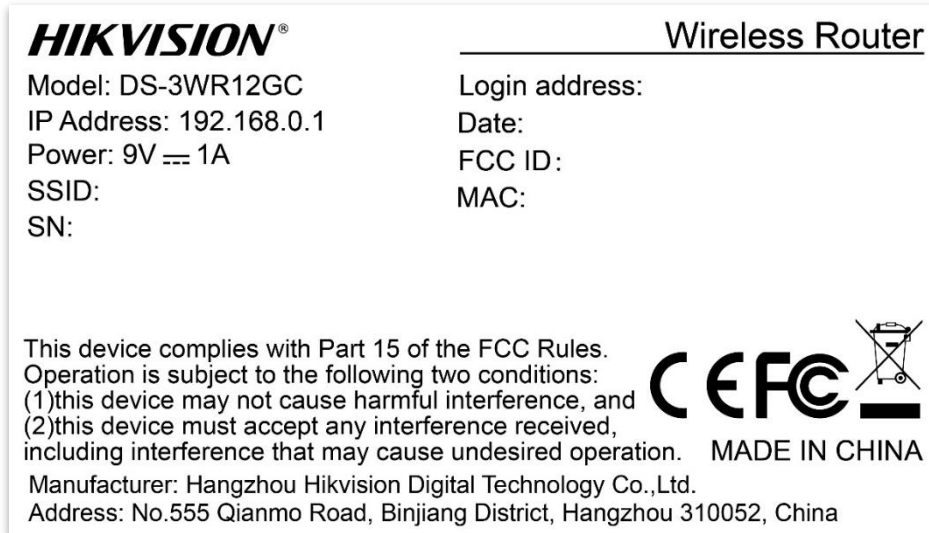 HIKVISION®
Wireless Router
Model: DS-3WR12GC
IP Address: 192.168.0.1
Power: 9V ⎓ 1A
SSID:
SN:
Login address:
Date:
FCC ID:
MAC:
This device complies with Part 15 of the FCC Rules.
Operation is subject to the following two conditions:
(1)this device may not cause harmful interference, and
(2)this device must accept any interference received,
including interference that may cause undesired operation.
CE FC
MADE IN CHINA
Manufacturer: Hangzhou Hikvision Digital Technology Co.,Ltd.
Address: No.555 Qianmo Road, Binjiang District, Hangzhou 310052, China